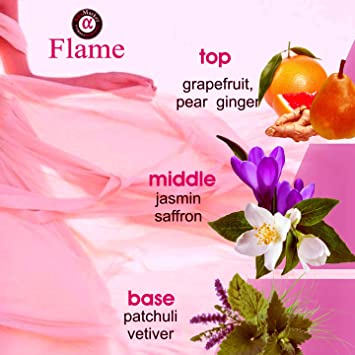 α
Flame
top
grapefruit,
pear ginger
middle
jasmin
saffron
base
patchuli
vetiver